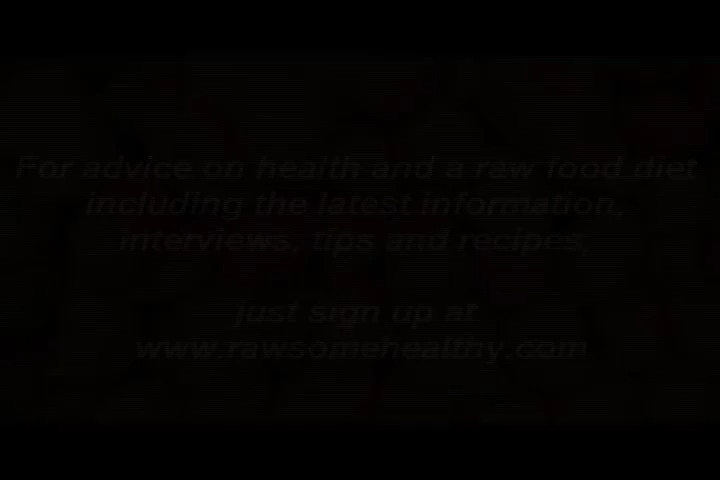 For advice on health and a raw food diet
including the latest information,
interviews, tips and recipes,
just sign up at
www.rawsomehealthy.com